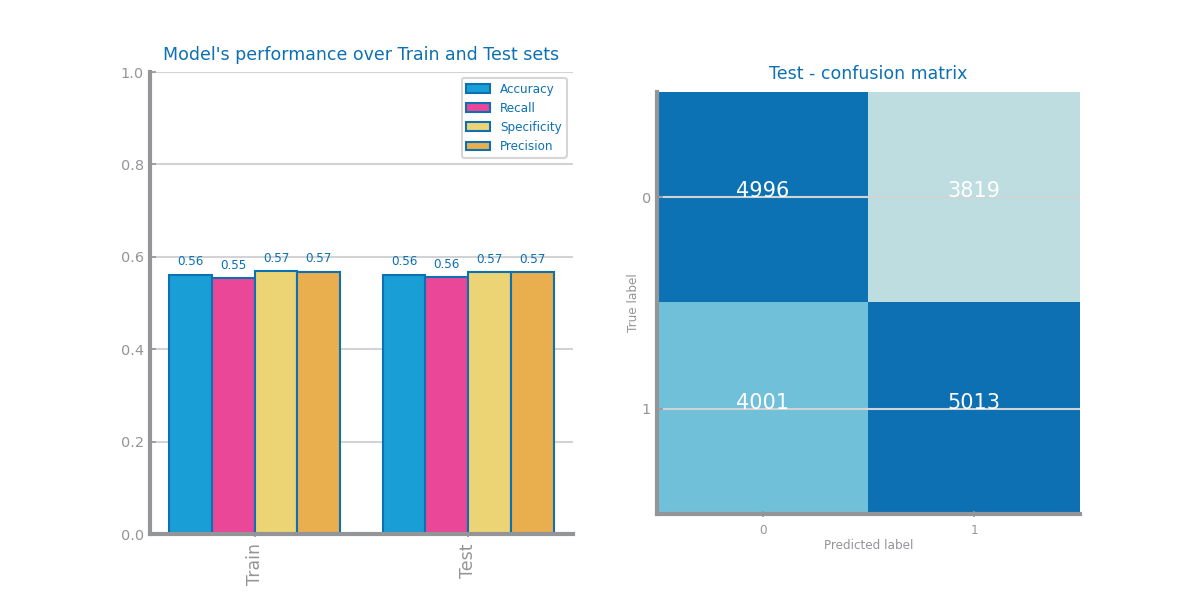 Model's performance over Train and Test sets
1.0
0.8
0.6
0.4
0.2
0.0
Accuracy
Recall
Specificity
Precision
0.56
0.55
0.57
0.57
0.56
0.56
0.57
0.57
Train
Test
Test - confusion matrix
True label
0
1
4996
3819
4001
5013
0
1
Predicted label